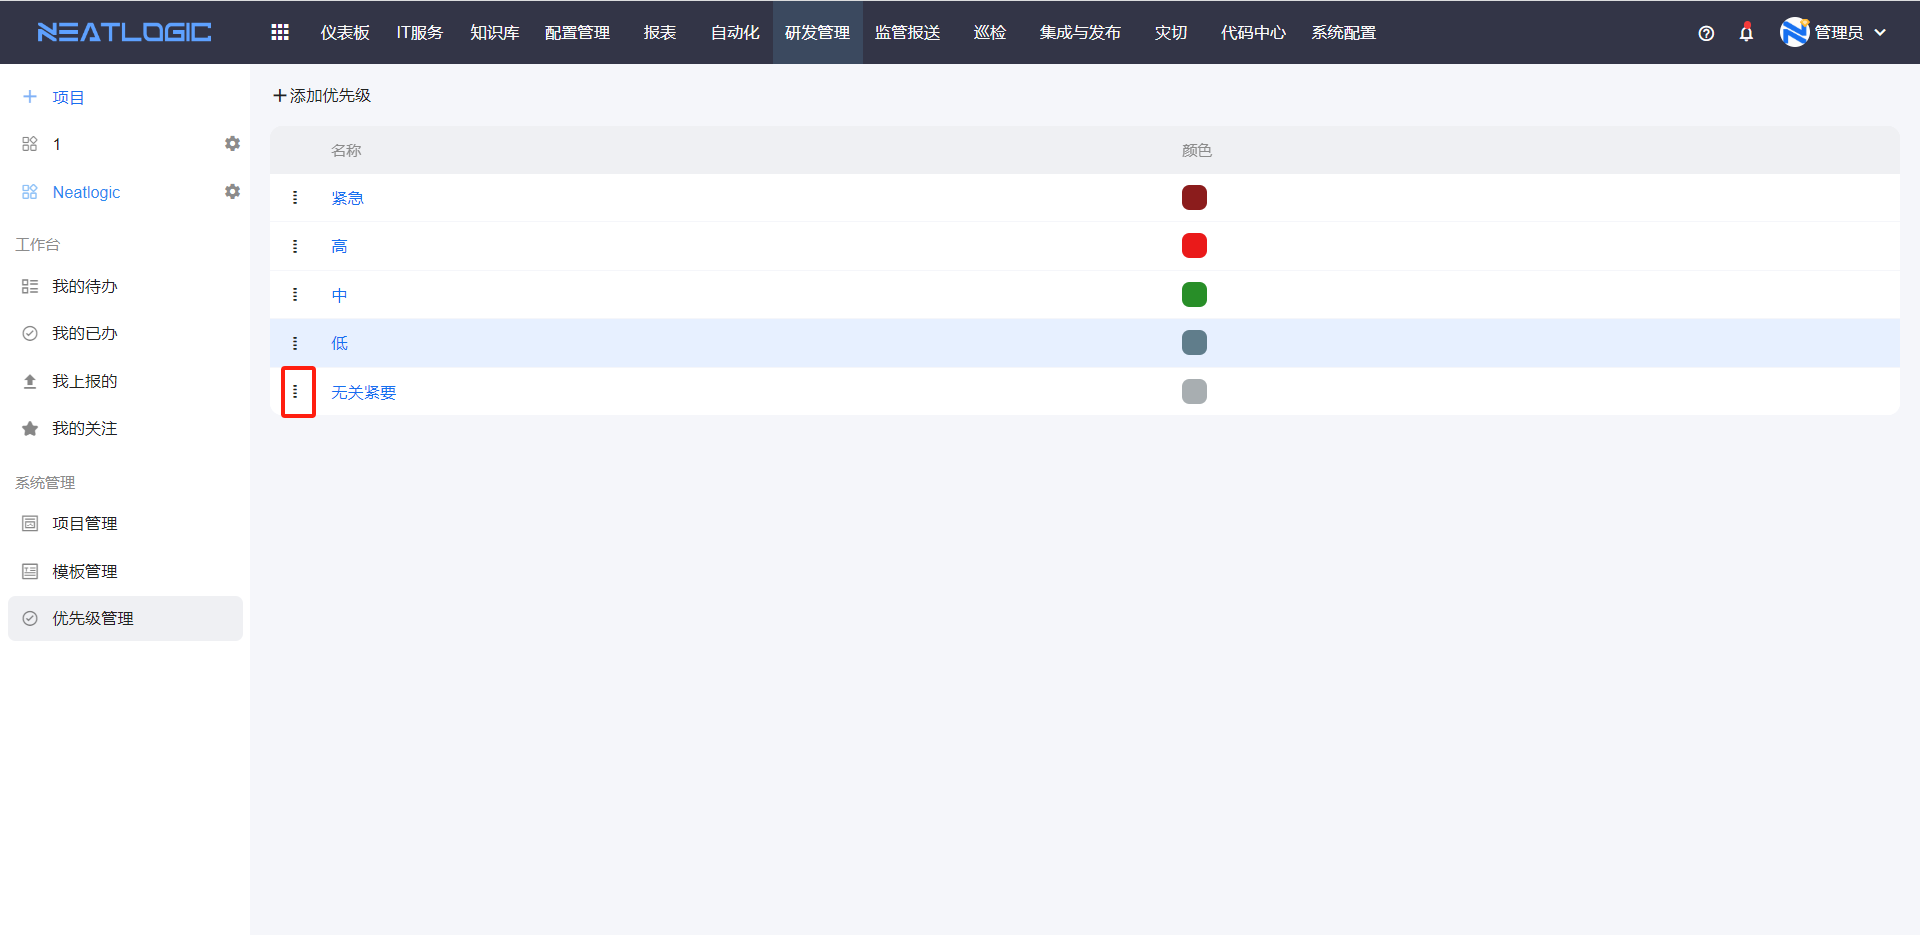 NEATLOGIC
仪表板 IT服务 知识库 配置管理 报表 自动化 研发管理 监管报送 巡检 集成与发布 灾切 代码中心 系统配置 管理员
项目
1
Neatlogic
工作台
我的待办
我的已办
我上报的
我的关注
系统管理
项目管理
模板管理
优先级管理
添加优先级
名称 颜色
紧急
高
中
低
无关紧要